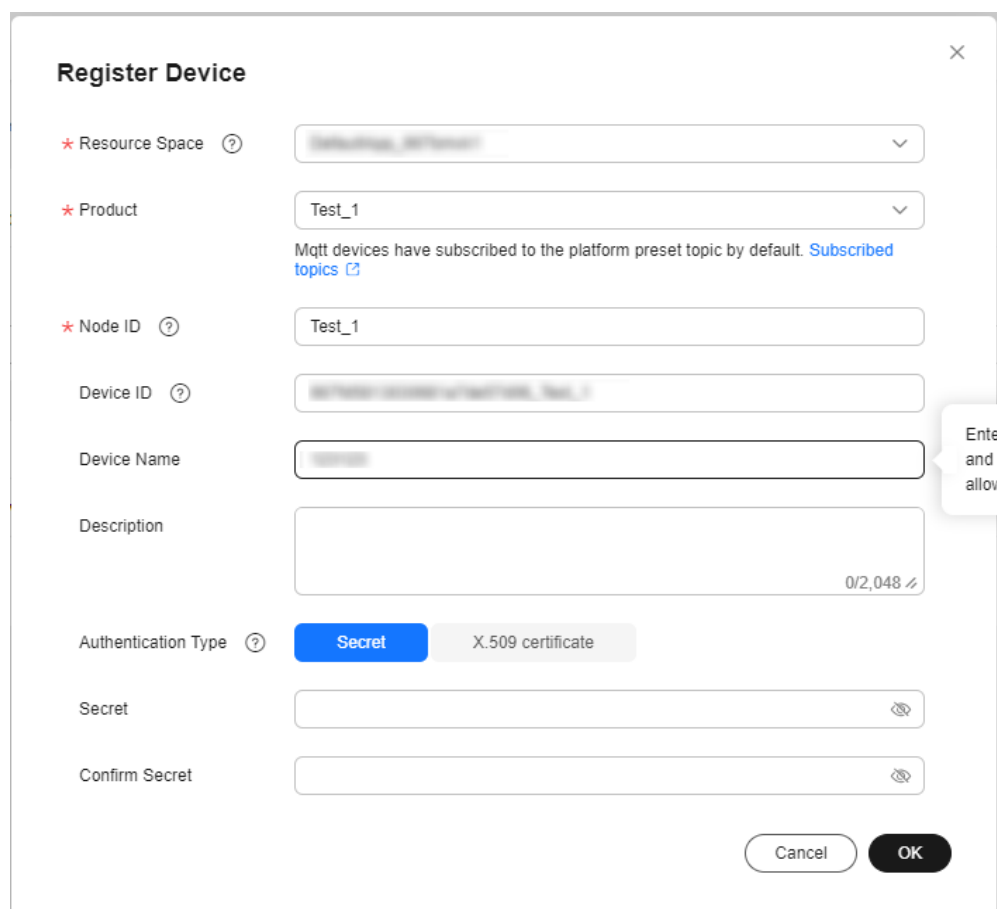 Register Device
* Resource Space
* Product Test_1
Mqtt devices have subscribed to the platform preset topic by default. Subscribed
topics
* Node ID Test_1
Device ID
Device Name
Ente
and
allow
Description
0/2,048
Authentication Type Secret X.509 certificate
Secret
Confirm Secret
Cancel OK